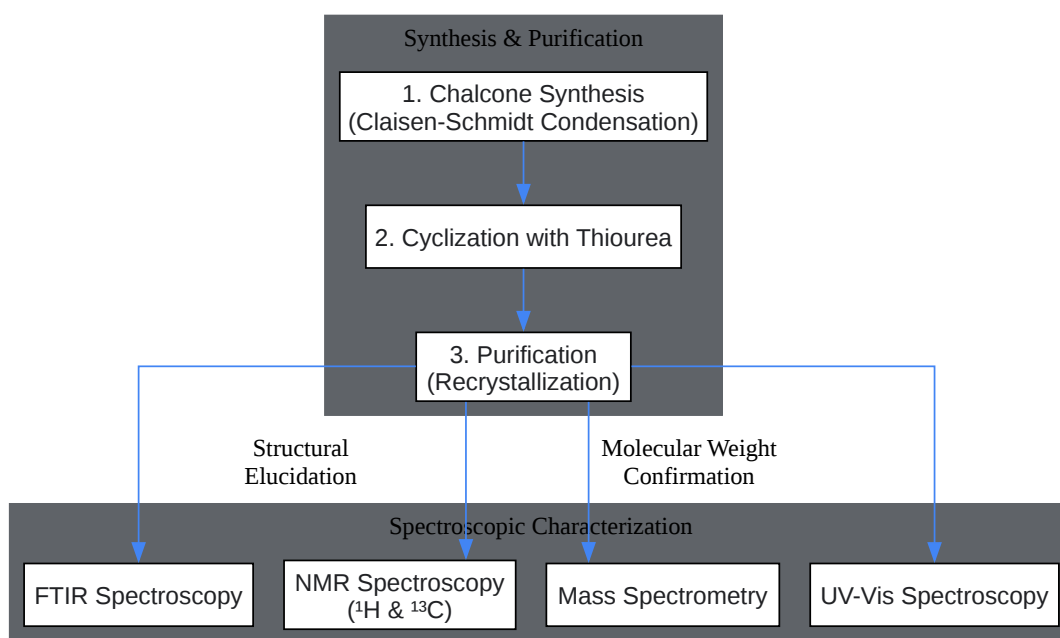 Synthesis & Purification
1. Chalcone Synthesis
(Claisen-Schmidt Condensation)
2. Cyclization with Thiourea
3. Purification
(Recrystallization)
Structural
Elucidation
Molecular Weight
Confirmation
Spectroscopic Characterization
FTIR Spectroscopy
NMR Spectroscopy
(¹H & ¹³C)
Mass Spectrometry
UV-Vis Spectroscopy